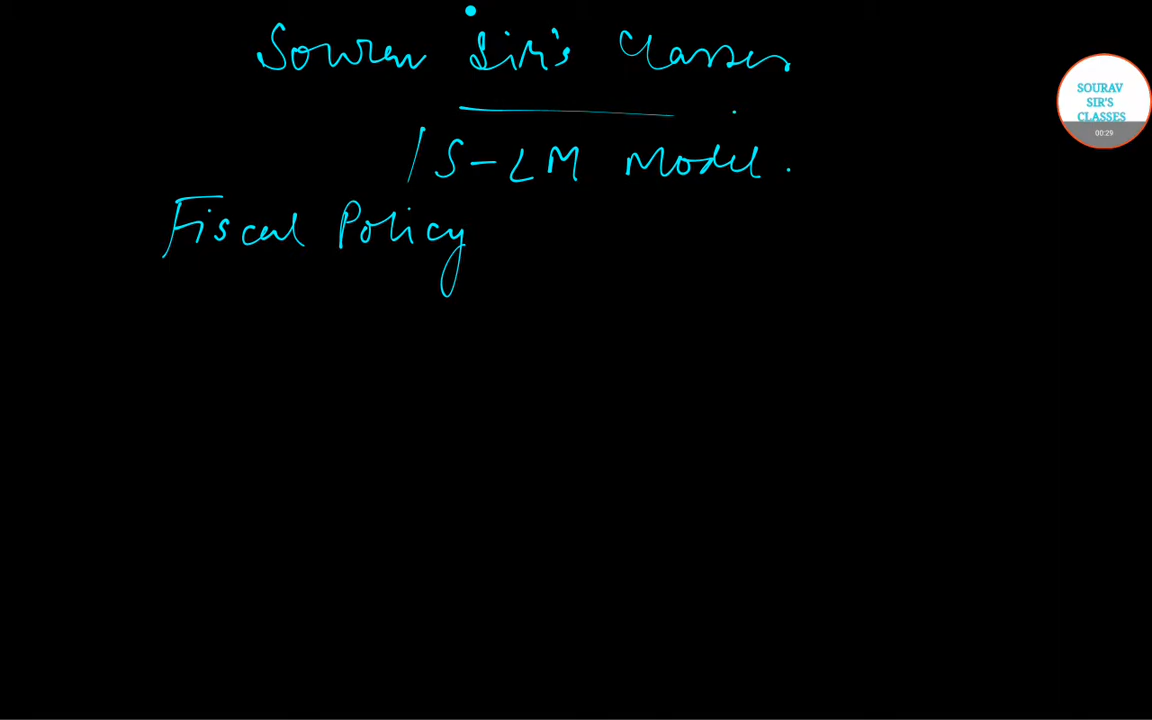 Sourav Sir's Classes
IS-LM Model.
Fiscal Policy
SOURAV
SIR'S
CLASSES
00:29